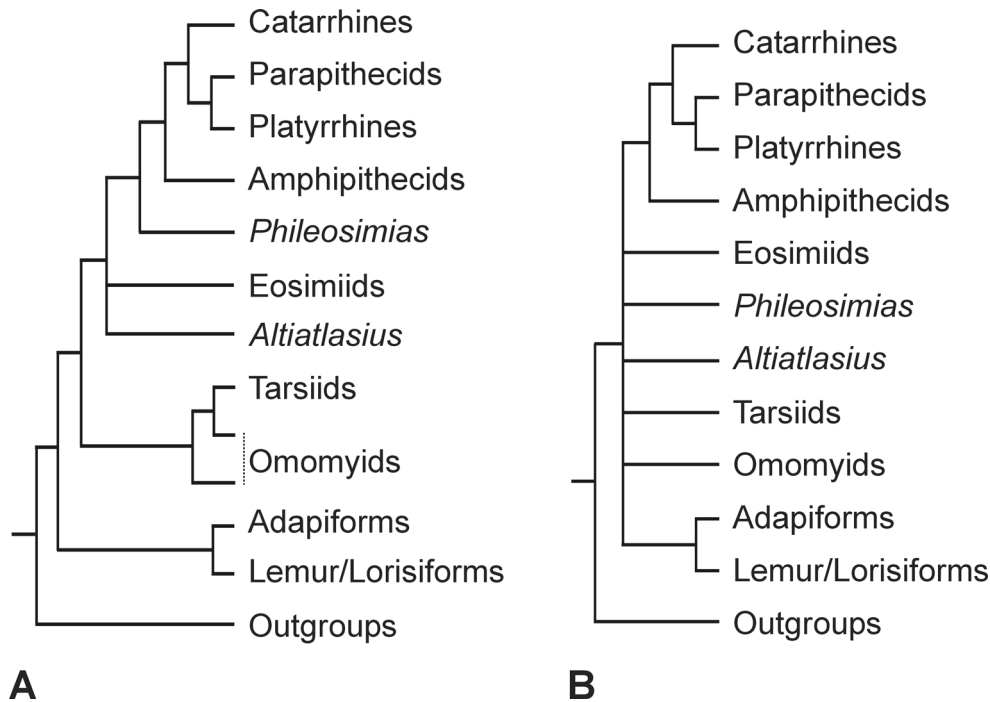 Catarrhines
Parapithecids
Platyrrhines
Amphipithecids
Phileosimias
Eosimiids
Altiatlasius
Tarsiids
Omomyids
Adapiforms
Lemur/Lorisiforms
Outgroups
A
Catarrhines
Parapithecids
Platyrrhines
Amphipithecids
Eosimiids
Phileosimias
Altiatlasius
Tarsiids
Omomyids
Adapiforms
Lemur/Lorisiforms
Outgroups
B